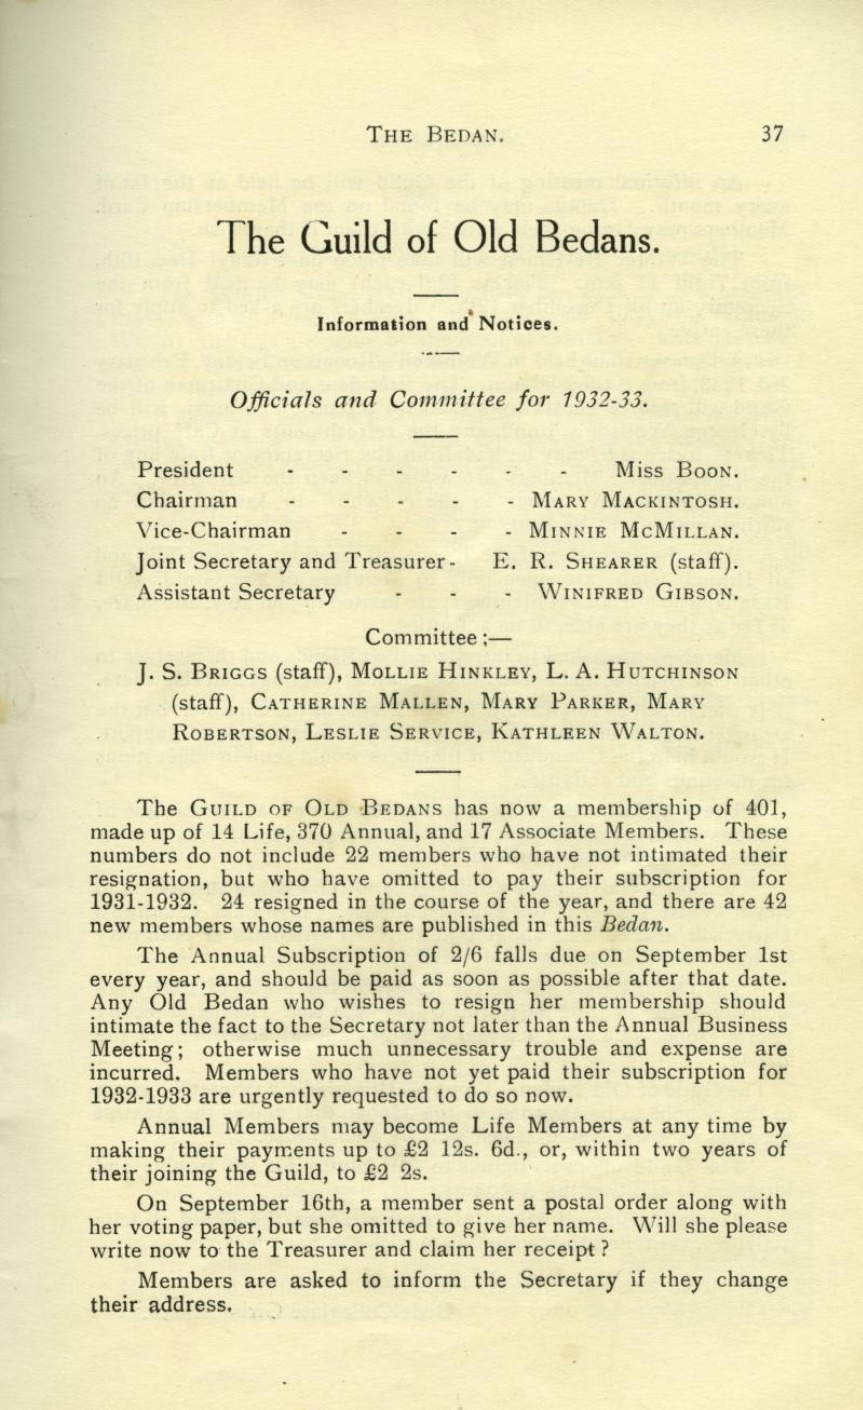 THE BEDAN. 37
The Guild of Old Bedans.
Information and Notices.
Officials and Committee for 1932-33.
President - - - - - - MISS BOON.
Chairman - - - - - MARY MACKINTOSH.
Vice-Chairman - - - - MINNIE MCMILLAN.
Joint Secretary and Treasurer - E. R. SHEARER (staff).
Assistant Secretary - - - WINIFRED GIBSON.
Committee ;—
J. S. BRIGGS (staff), MOLLIE HINKLEY, L. A. HUTCHINSON
(staff), CATHERINE MALLEN, MARY PARKER, MARY
ROBERTSON, LESLIE SERVICE, KATHLEEN WALTON.
The GUILD OF OLD BEDANS has now a membership of 401,
made up of 14 Life, 370 Annual, and 17 Associate Members. These
numbers do not include 22 members who have not intimated their
resignation, but who have omitted to pay their subscription for
1931-1932. 24 resigned in the course of the year, and there are 42
new members whose names are published in this Bedan.
The Annual Subscription of 2/6 falls due on September 1st
every year, and should be paid as soon as possible after that date.
Any Old Bedan who wishes to resign her membership should
intimate the fact to the Secretary not later than the Annual Business
Meeting; otherwise much unnecessary trouble and expense are
incurred. Members who have not yet paid their subscription for
1932-1933 are urgently requested to do so now.
Annual Members may become Life Members at any time by
making their payments up to £2 12s. 6d., or, within two years of
their joining the Guild, to £2 2s.
On September 16th, a member sent a postal order along with
her voting paper, but she omitted to give her name. Will she please
write now to the Treasurer and claim her receipt ?
Members are asked to inform the Secretary if they change
their address.